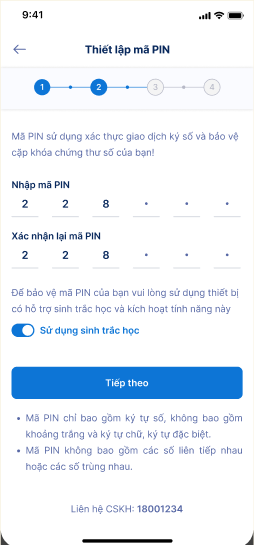 9:41
Thiết lập mã PIN
1 2 3 4
Mã PIN sử dụng xác thực giao dịch ký số và bảo vệ
cặp khóa chứng thư số của bạn!
Nhập mã PIN
2 2 8 • • •
Xác nhận lại mã PIN
2 2 8 • • •
Để bảo vệ mã PIN của bạn vui lòng sử dụng thiết bị
có hỗ trợ sinh trắc học và kích hoạt tính năng này
Sử dụng sinh trắc học
Tiếp theo
• Mã PIN chỉ bao gồm ký tự số, không bao gồm
khoảng trắng và ký tự chữ, ký tự đặc biệt.
• Mã PIN không bao gồm các số liên tiếp nhau
hoặc các số trùng nhau.
Liên hệ CSKH: 18001234